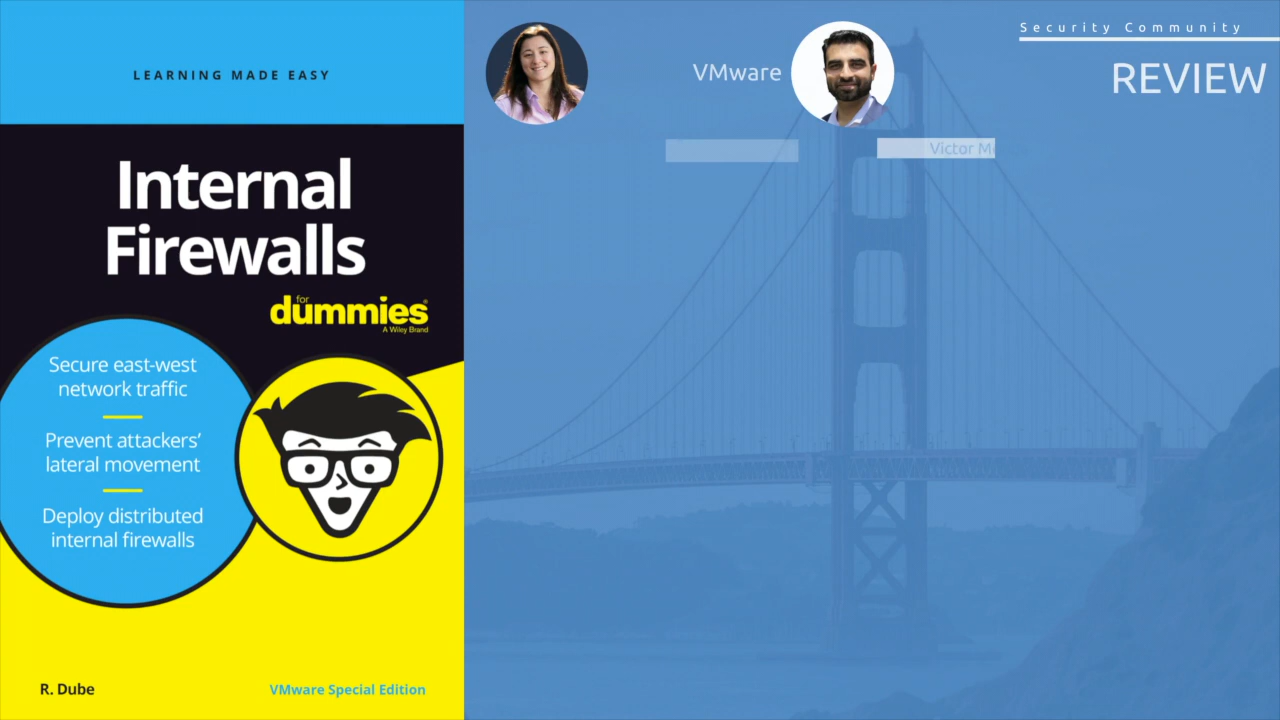 LEARNING MADE EASY
Internal
Firewalls
for
dummies®
A Wiley Brand
Secure east-west
network traffic
Prevent attackers’
lateral movement
Deploy distributed
internal firewalls
R. Dube
VMware Special Edition
VMware
Victor
Security Community
REVIEW